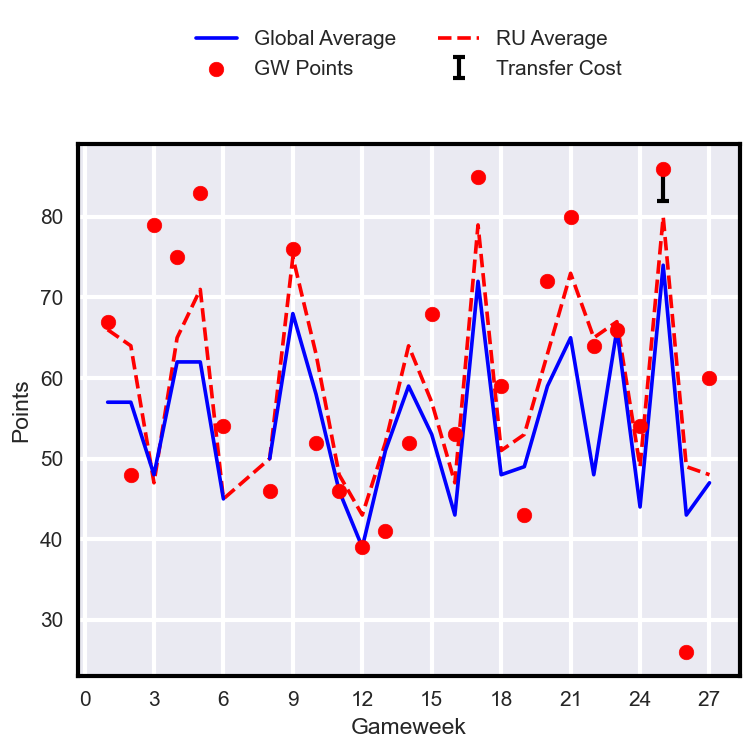 Global Average
RU Average
GW Points
Transfer Cost
80
70
60
50
40
30
Points
0 3 6 9 12 15 18 21 24 27
Gameweek